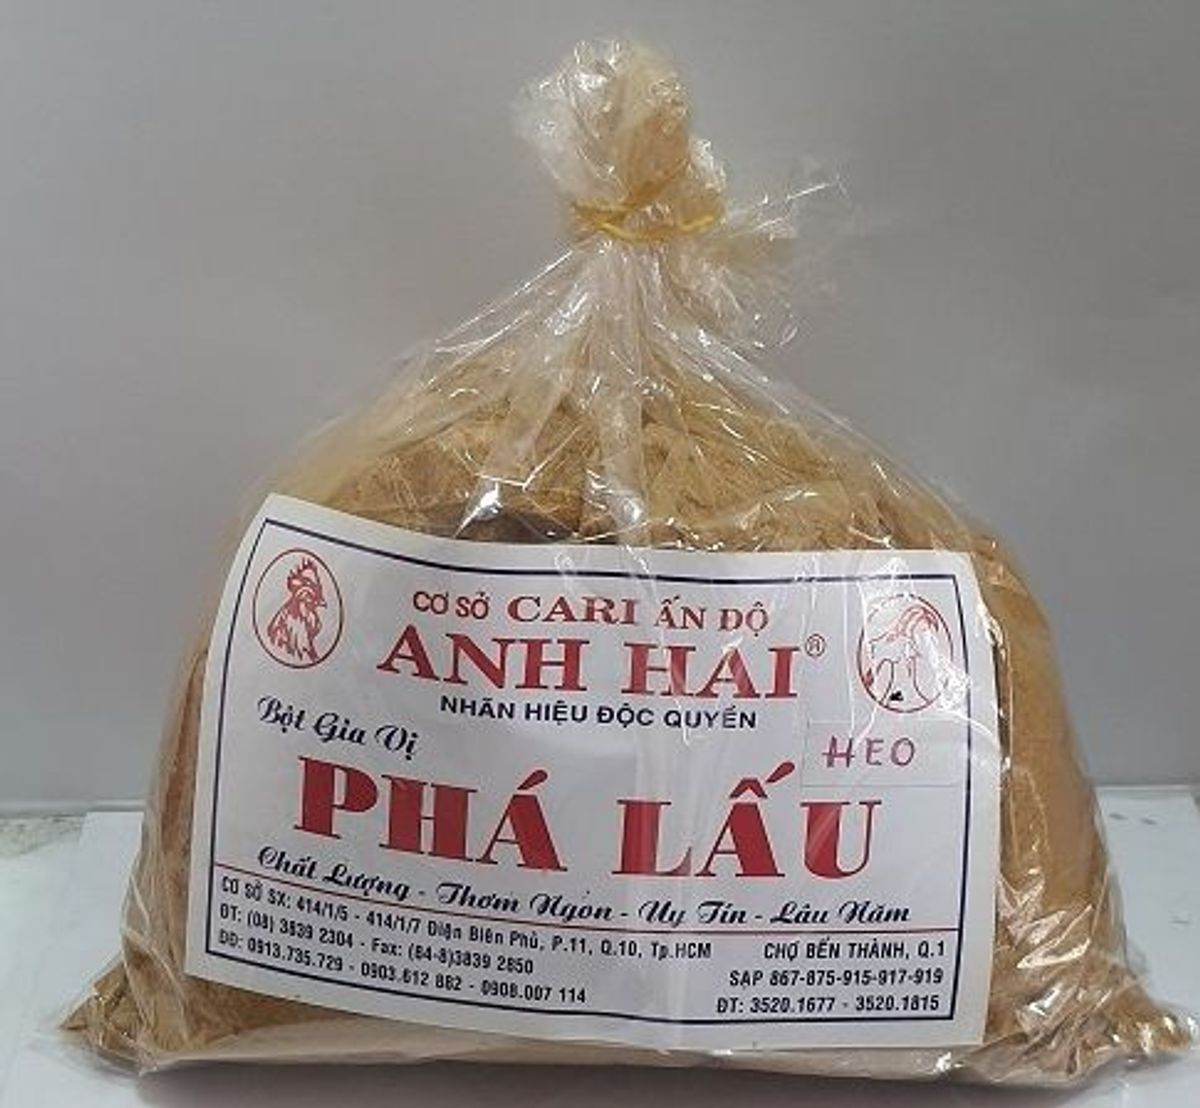 CƠ SỞ CARI ẤN ĐỘ
ANH HAI®
NHÃN HIỆU ĐỘC QUYỀN
Bột Gia Vị
HEO
PHÁ LẤU
Chất Lượng - Thơm Ngon - Uy Tín - Lâu Năm
CƠ SỞ SX: 414/1/5 - 414/1/7 Điện Biên Phủ, P.11, Q.10, Tp.HCM
ĐT: (08) 3839 2304 - Fax: (84-8)3839 2850
DĐ: 0913.735.729 - 0903.612 882 - 0908.007 114
CHỢ BẾN THÀNH, Q.1
SẠP 867-875-915-917-919
ĐT: 3520.1677 - 3520.1815